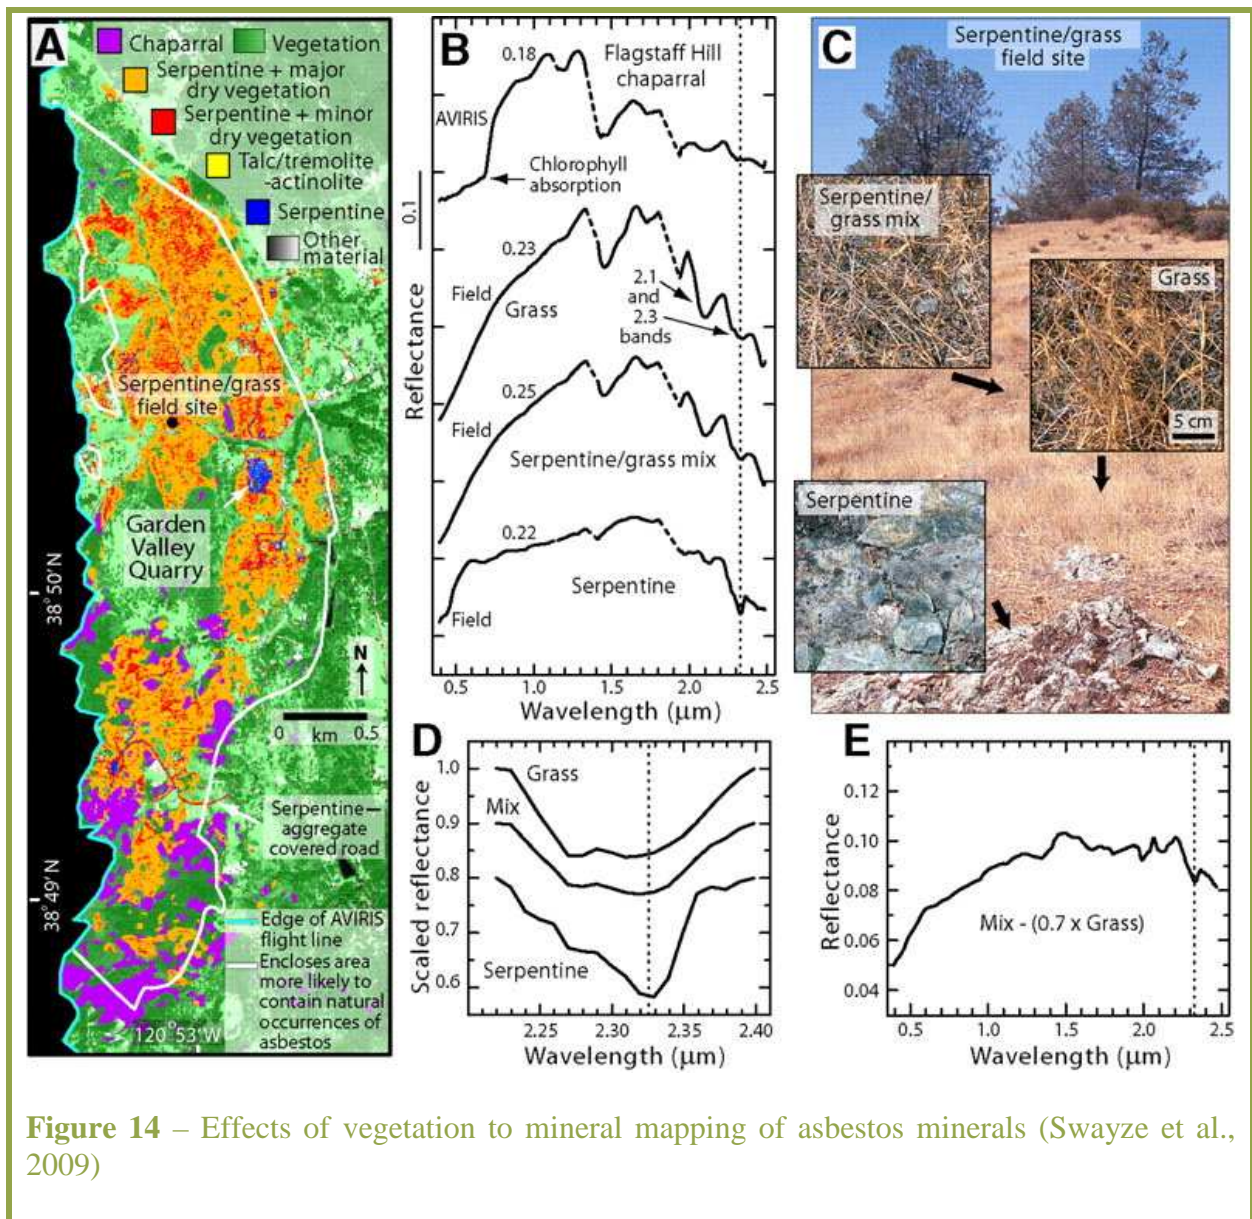 A
Chaparral
Vegetation
Serpentine + major
dry vegetation
Serpentine + minor
dry vegetation
Talc/tremolite
-actinolite
Serpentine
Other
material
Serpentine/grass
field site
Garden
Valley
Quarry
38°50'N
N
0 km 0.5
Serpentine—
aggregate
covered road
38°49'N
Edge of AVIRIS
flight line
Encloses area
more likely to
contain natural
occurrences of
asbestos
120°53'W
B
0.18
Flagstaff Hill
chaparral
AVIRIS
Chlorophyll
absorption
0.1
0.23
Field
Grass
2.1
and
2.3
bands
Reflectance
0.25
Field
Serpentine/grass mix
0.22
Serpentine
Field
0.5 1.0 1.5 2.0 2.5
Wavelength (µm)
C
Serpentine/grass
field site
Serpentine/
grass mix
Grass
5 cm
Serpentine
D
1.0
Grass
Mix
0.9
0.8
0.7
Serpentine
0.6
Scaled reflectance
2.25 2.30 2.35 2.40
Wavelength (µm)
E
0.12
0.10
0.08
Mix - (0.7 x Grass)
0.06
0.04
Reflectance
0.5 1.0 1.5 2.0 2.5
Wavelength (µm)
Figure 14 – Effects of vegetation to mineral mapping of asbestos minerals (Swayze et al.,
2009)